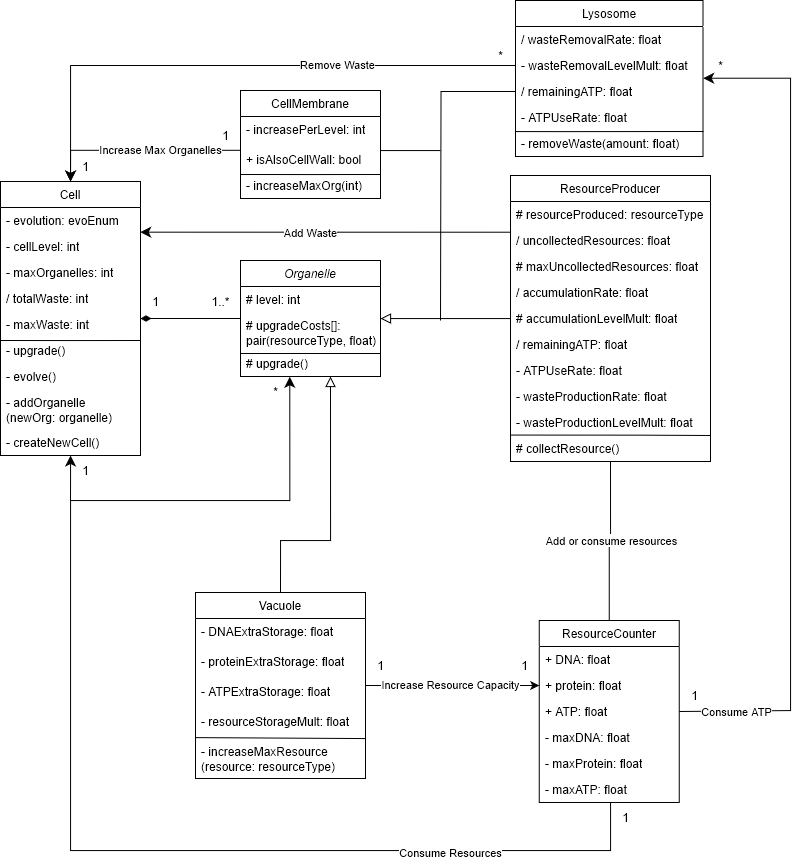 Lysosome
/ wasteRemovalRate: float
- wasteRemovalLevelMult: float
/ remainingATP: float
- ATPUseRate: float
- removeWaste(amount: float)
*
*
Remove Waste
CellMembrane
- increasePerLevel: int
+ isAlsoCellWall: bool
- increaseMaxOrg(int)
1
Increase Max Organelles
1
Cell
- evolution: evoEnum
- cellLevel: int
- maxOrganelles: int
/ totalWaste: int
- maxWaste: int
- upgrade()
- evolve()
- addOrganelle
(newOrg: organelle)
- createNewCell()
ResourceProducer
# resourceProduced: resourceType
/ uncollectedResources: float
# maxUncollectedResources: float
/ accumulationRate: float
# accumulationLevelMult: float
/ remainingATP: float
- ATPUseRate: float
- wasteProductionRate: float
- wasteProductionLevelMult: float
# collectResource()
Add Waste
Organelle
# level: int
# upgradeCosts[]:
pair(resourceType, float)
# upgrade()
1
1..*
*
1
Add or consume resources
Vacuole
- DNAExtraStorage: float
- proteinExtraStorage: float
- ATPExtraStorage: float
- resourceStorageMult: float
- increaseMaxResource
(resource: resourceType)
1
1
Increase Resource Capacity
ResourceCounter
+ DNA: float
+ protein: float
+ ATP: float
- maxDNA: float
- maxProtein: float
- maxATP: float
1
Consume ATP
1
Consume Resources